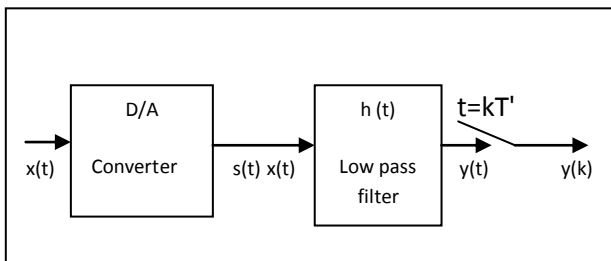 D/A
Converter
h (t)
Low pass
filter
t=kT'
x(t)
s(t) x(t)
y(t)
y(k)